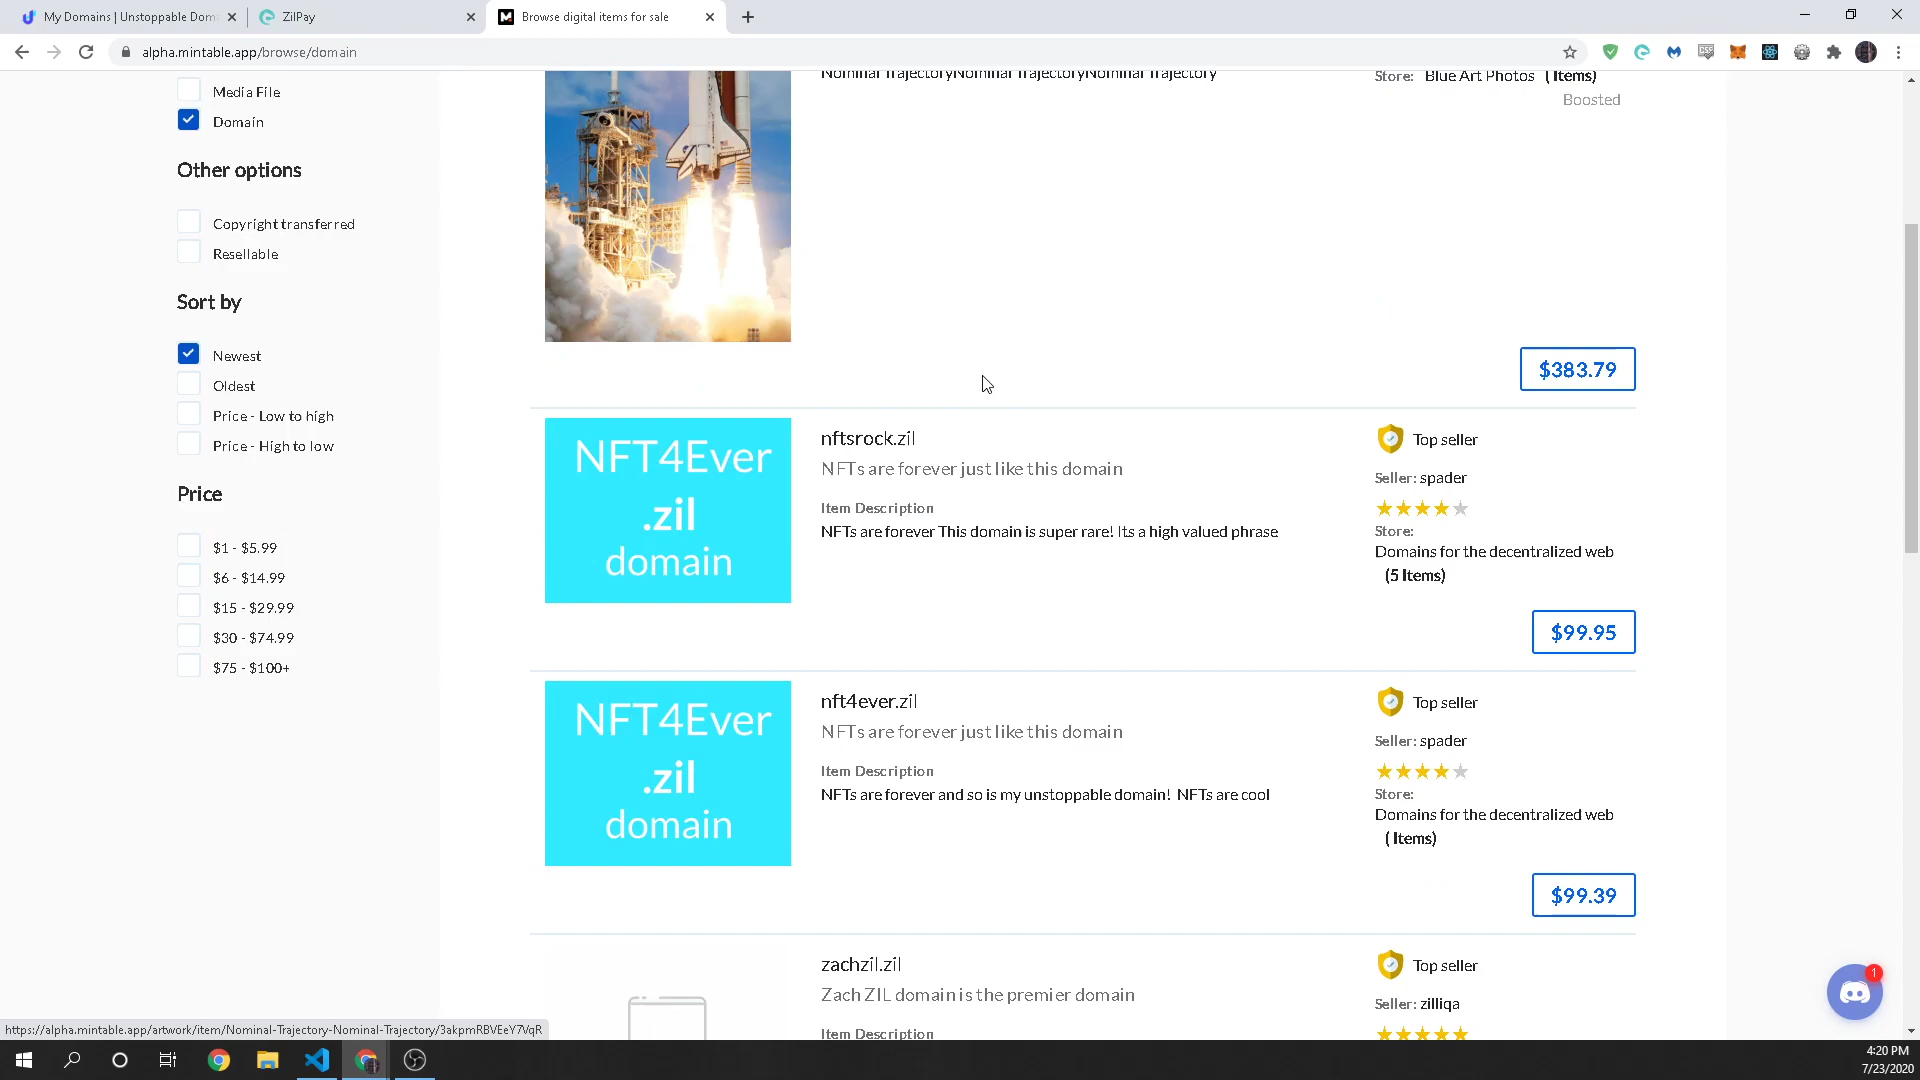 My Domains | Unstoppable Dom
ZilPay
Browse digital items for sale
alpha.mintable.app/browse/domain
Media File
Domain
Other options
Copyright transferred
Resellable
Sort by
Newest
Oldest
Price - Low to high
Price - High to low
Price
$1 - $5.99
$6 - $14.99
$15 - $29.99
$30 - $74.99
$75 - $100+
Nominal TrajectoryNominal TrajectoryNominal Trajectory
Store: Blue Art Photos ( Items)
Boosted
$383.79
NFT4Ever
.zil
domain
nftsrock.zil
NFTs are forever just like this domain
Item Description
NFTs are forever This domain is super rare! Its a high valued phrase
Top seller
Seller: spader
Store:
Domains for the decentralized web
(5 Items)
$99.95
NFT4Ever
.zil
domain
nft4ever.zil
NFTs are forever just like this domain
Item Description
NFTs are forever and so is my unstoppable domain! NFTs are cool
Top seller
Seller: spader
Store:
Domains for the decentralized web
( Items)
$99.39
zachzil.zil
Zach ZIL domain is the premier domain
Item Description
Top seller
Seller: zilliqa
1
https://alpha.mintable.app/artwork/item/Nominal-Trajectory-Nominal-Trajectory/3akpmRBVEeY7VqR
4:20 PM
7/23/2020